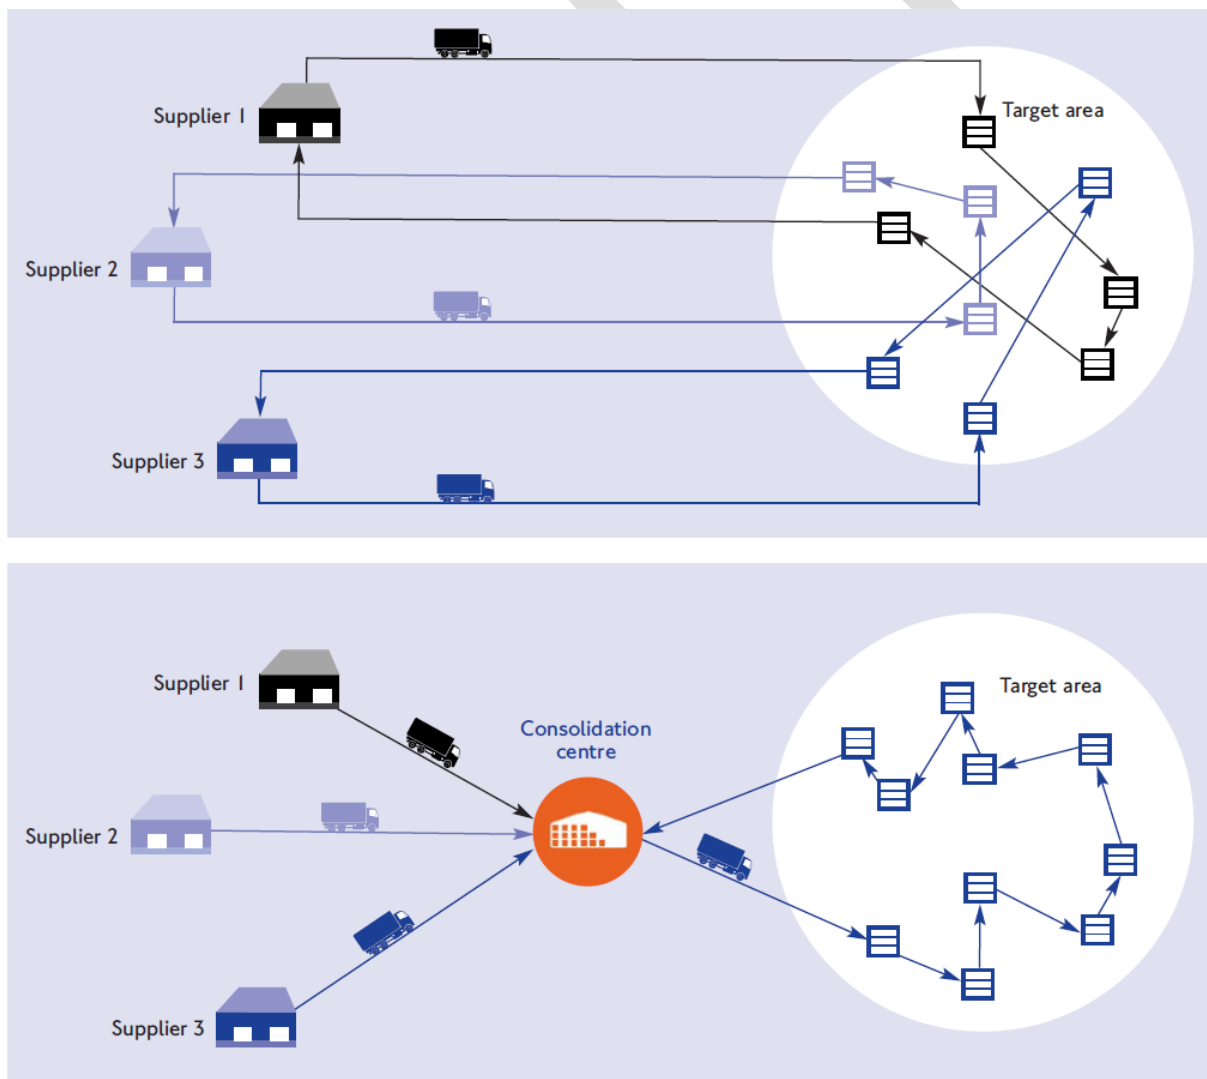 Supplier 1
Target area
Supplier 2
Supplier 3
Supplier 1
Target area
Consolidation
centre
Supplier 2
Supplier 3